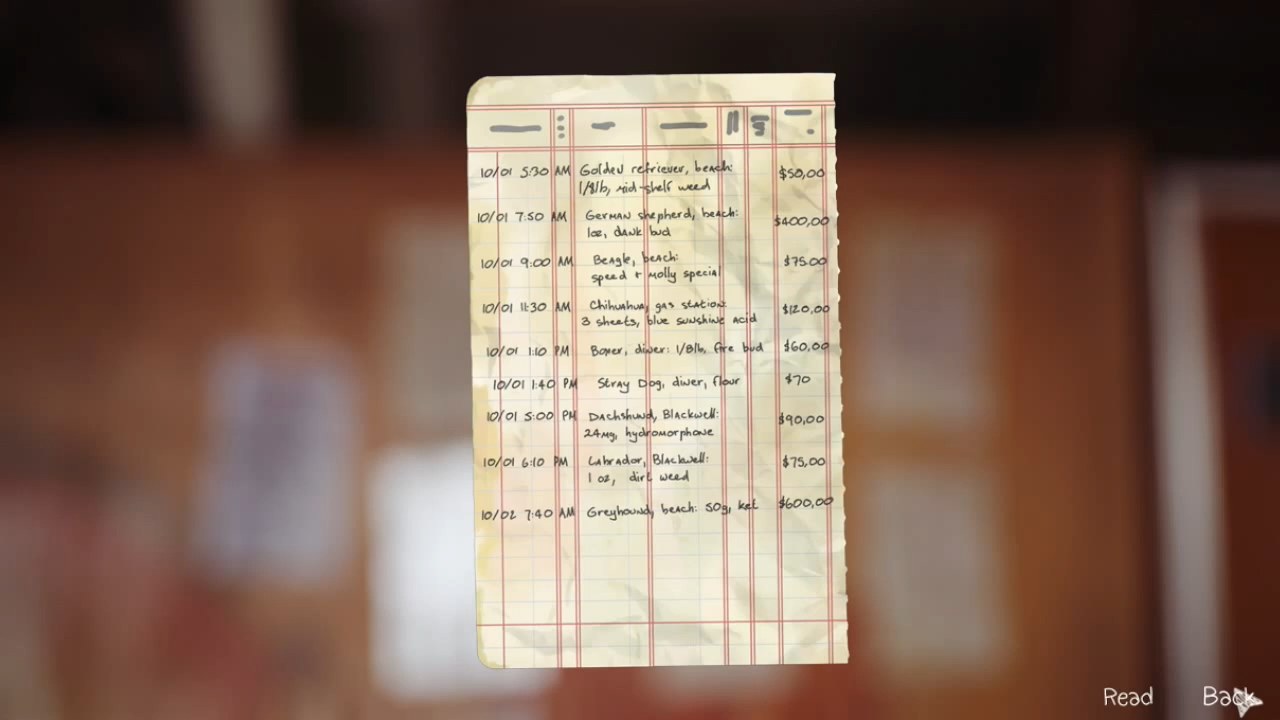 10/01 5:30 AM Golden retriever, beach: $50,00
1/8lb, mid-shelf weed
10/01 7:50 AM German shepherd, beach: $400,00
1oz, dank bud
10/01 9:00 AM Beagle, beach: $75.00
speed + molly special
10/01 11:30 AM Chihuahua, gas station: $120,00
3 sheets, blue sunshine acid
10/01 1:10 PM Boxer, diner: 1/8lb, fire bud $60,00
10/01 1:40 PM Stray Dog, diner, flour $70
10/01 5:00 PM Dachshund, Blackwell: $90,00
24mg, hydromorphone
10/01 6:10 PM Labrador, Blackwell: $75,00
1 oz, dirt weed
10/02 7:40 AM Greyhound, beach: 50g, ket $600,00
Read Back